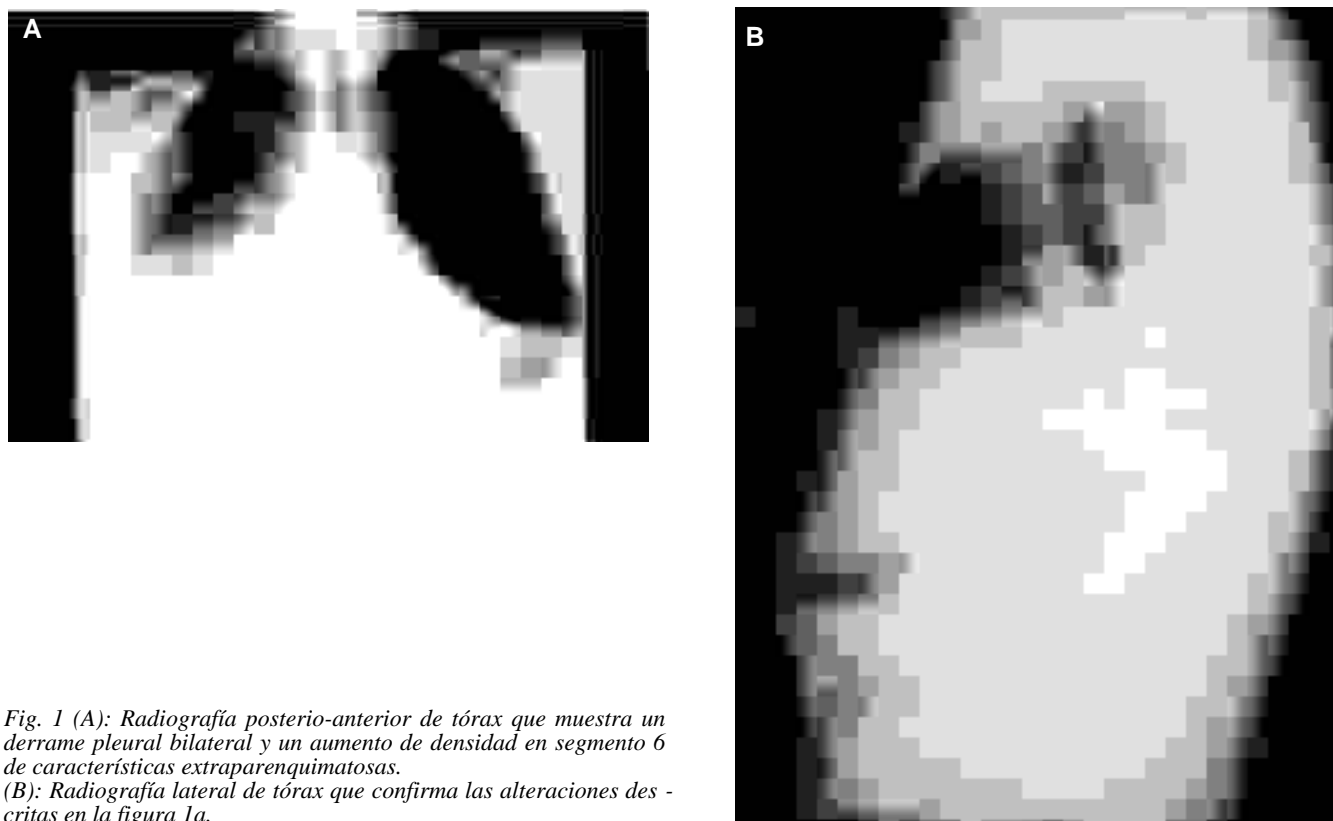 A
B
Fig. 1 (A): Radiografía posterio-anterior de tórax que muestra un
derrame pleural bilateral y un aumento de densidad en segmento 6
de características extraparenquimatosas.
(B): Radiografía lateral de tórax que confirma las alteraciones des -
critas en la figura 1a.